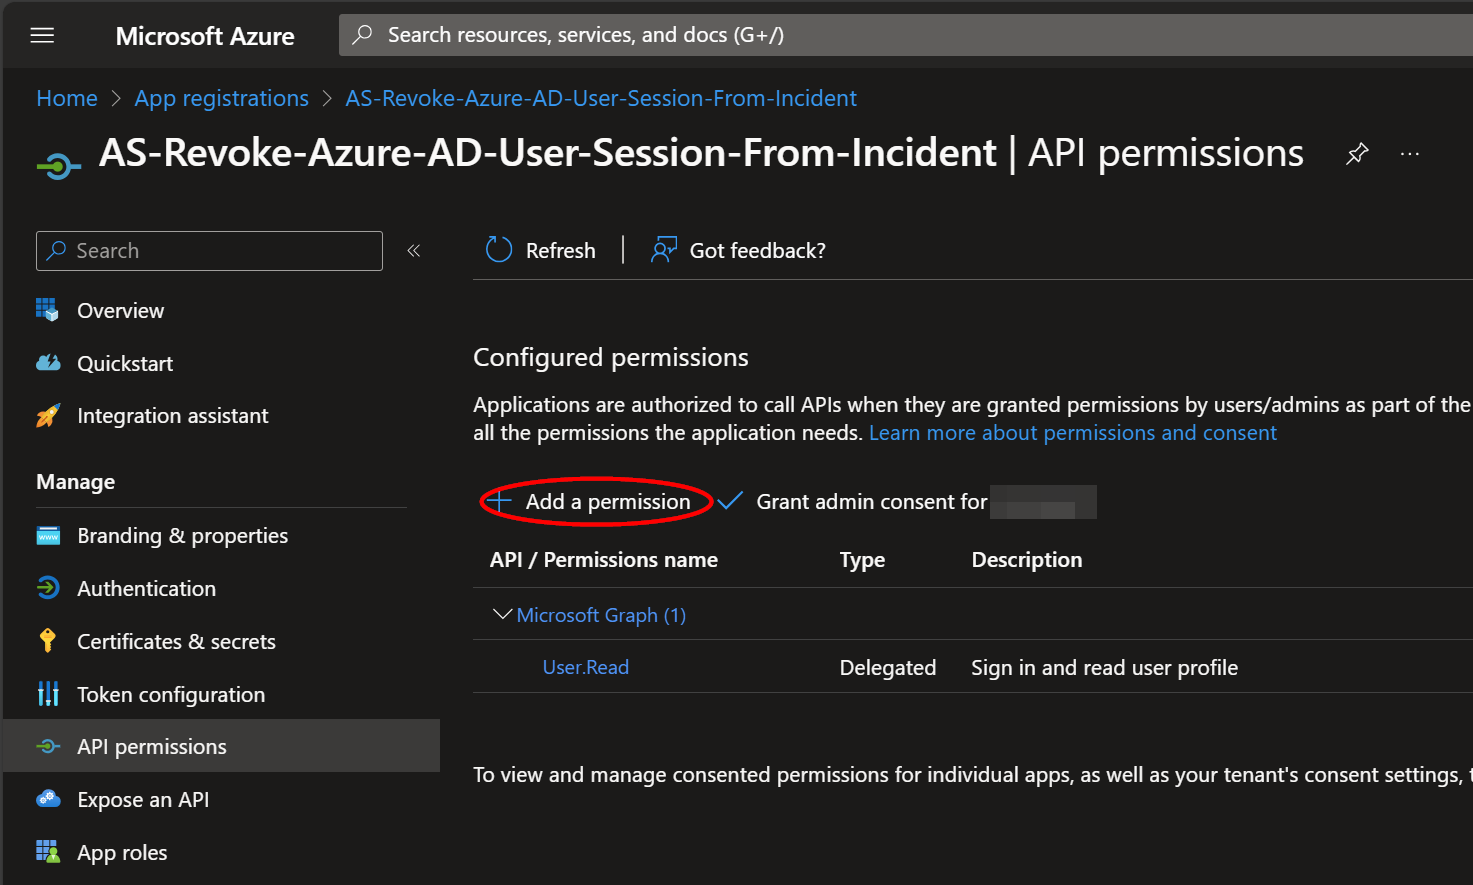 Microsoft Azure
Search resources, services, and docs (G+/)
Home > App registrations > AS-Revoke-Azure-AD-User-Session-From-Incident
AS-Revoke-Azure-AD-User-Session-From-Incident | API permissions
Search
Refresh
Got feedback?
Overview
Quickstart
Integration assistant
Manage
Branding & properties
Authentication
Certificates & secrets
Token configuration
API permissions
Expose an API
App roles
Configured permissions
Applications are authorized to call APIs when they are granted permissions by users/admins as part of the
all the permissions the application needs. Learn more about permissions and consent
Add a permission
Grant admin consent for
API / Permissions name Type Description
Microsoft Graph (1)
User.Read Delegated Sign in and read user profile
To view and manage consented permissions for individual apps, as well as your tenant's consent settings,